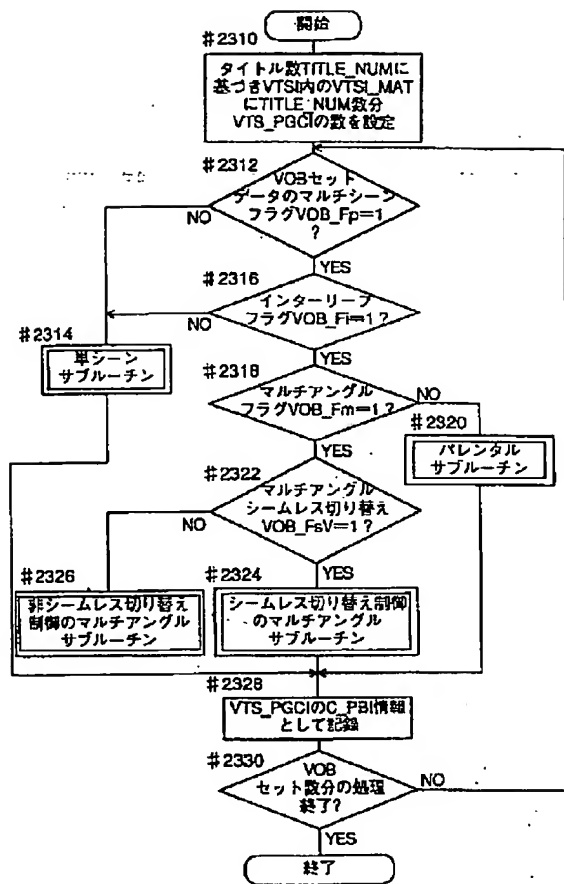 開始
#2310
タイトル数TITLE_NUMに
基づきVTSI内のVTSI_MAT
にTITLE_NUM数分
VTS_PGCIの数を設定
#2312
VOBセット
データのマルチシーン
フラグVOB_Fp=1
?
NO
YES
#2316
インターリーブ
フラグVOB_Fi=1?
NO
YES
#2314
単シーン
サブルーチン
#2318
マルチアングル
フラグVOB_Fm=1?
NO
YES
#2320
パレンタル
サブルーチン
#2322
マルチアングル
シームレス切り替え
VOB_FsV=1?
NO
YES
#2326
非シームレス切り替え
制御のマルチアングル
サブルーチン
#2324
シームレス切り替え制御
のマルチアングル
サブルーチン
#2328
VTS_PGCIのC_PBI情報
として記録
#2330
VOB
セット数分の処理
終了?
NO
YES
終了